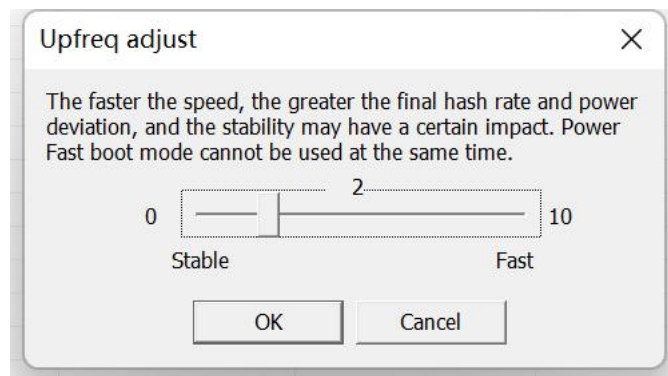 Upfreq adjust
The faster the speed, the greater the final hash rate and power
deviation, and the stability may have a certain impact. Power
Fast boot mode cannot be used at the same time.
2
0 10
Stable Fast
OK Cancel